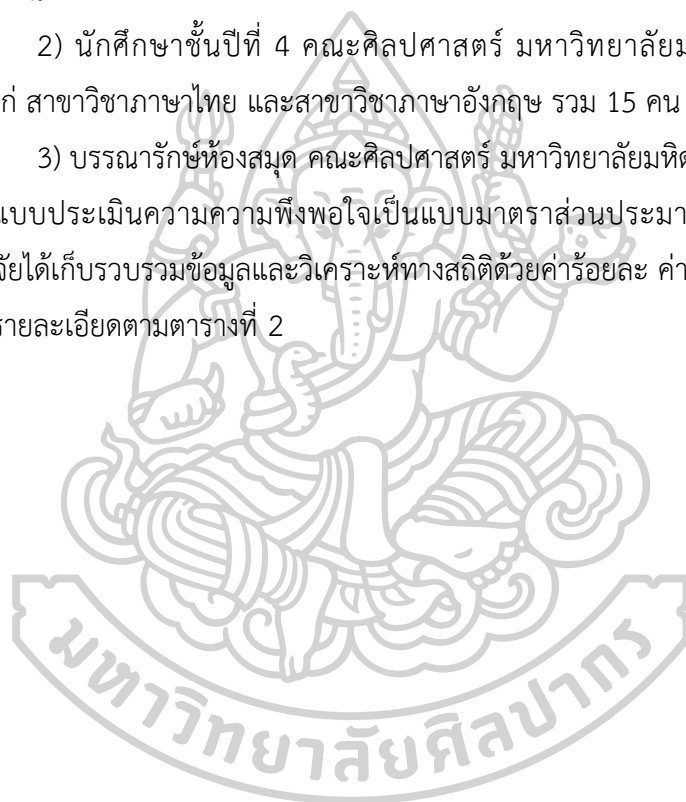 2) นักศึกษาชั้นปีที่ 4 คณะศิลปศาสตร์ มหาวิทยาลัยม
ก่ สาขาวิชาภาษาไทย และสาขาวิชาภาษาอังกฤษ รวม 15 คน
3) บรรณารักษ์ห้องสมุด คณะศิลปศาสตร์ มหาวิทยาลัยมหิด
แบบประเมินความความพึงพอใจเป็นแบบมาตราส่วนประมา
จัยได้เก็บรวบรวมข้อมูลและวิเคราะห์ทางสถิติด้วยค่าร้อยละ ค่า
รายละเอียดตามตารางที่ 2
มหาวิทยาลัยศิลปากร